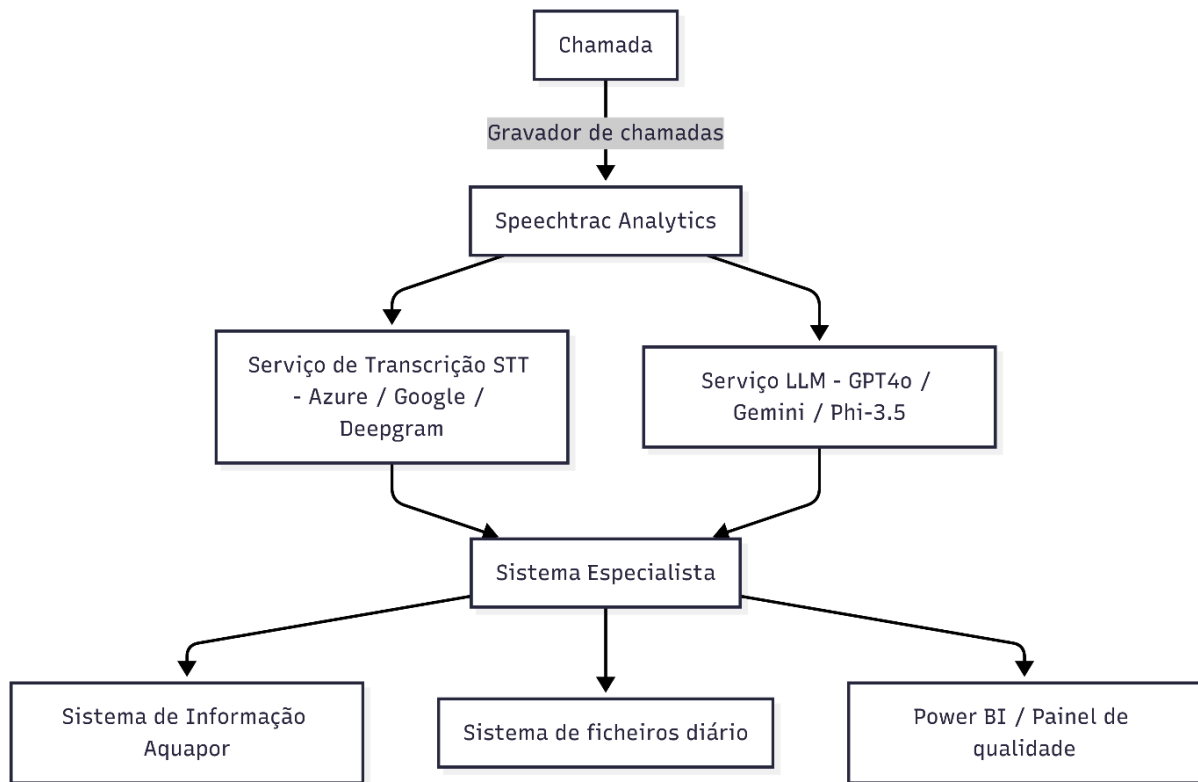 Chamada
Gravador de chamadas
Speechtrac Analytics
Serviço de Transcrição STT
- Azure / Google /
Deepgram
Serviço LLM - GPT4o /
Gemini / Phi-3.5
Sistema Especialista
Sistema de Informação
Aquapor
Sistema de ficheiros diário
Power BI / Painel de
qualidade